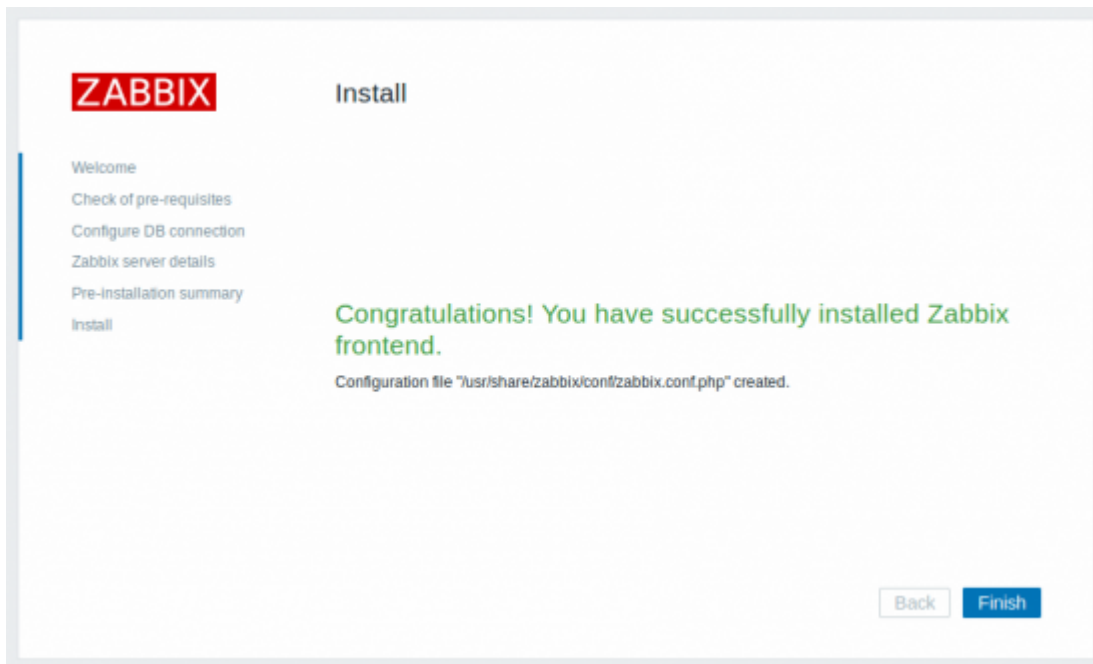 ZABBIX
Install
Welcome
Check of pre-requisites
Configure DB connection
Zabbix server details
Pre-installation summary
Install
Congratulations! You have successfully installed Zabbix
frontend.
Configuration file "/usr/share/zabbix/conf/zabbix.conf.php" created.
Back
Finish